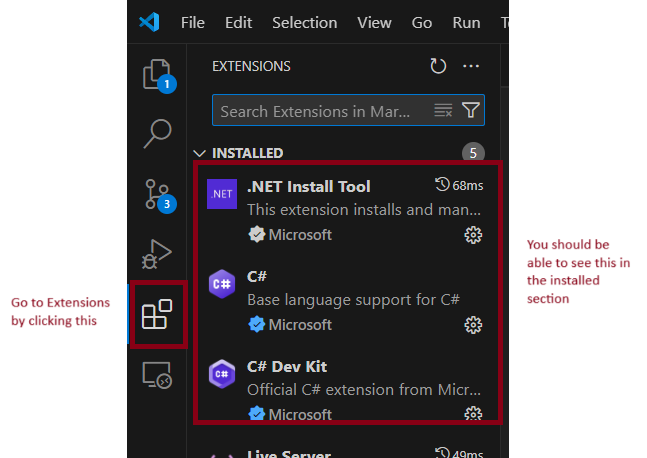 File Edit Selection View Go Run
EXTENSIONS
1
Search Extensions in Mar...
INSTALLED 5
.NET
.NET Install Tool 68ms
This extension installs and man...
Microsoft
3
You should be
able to see this in
the installed
section
C#
C#
Base language support for C#
Microsoft
Go to Extensions
by clicking this
C#
C# Dev Kit
Official C# extension from Micr...
Microsoft
Live Server 49ms